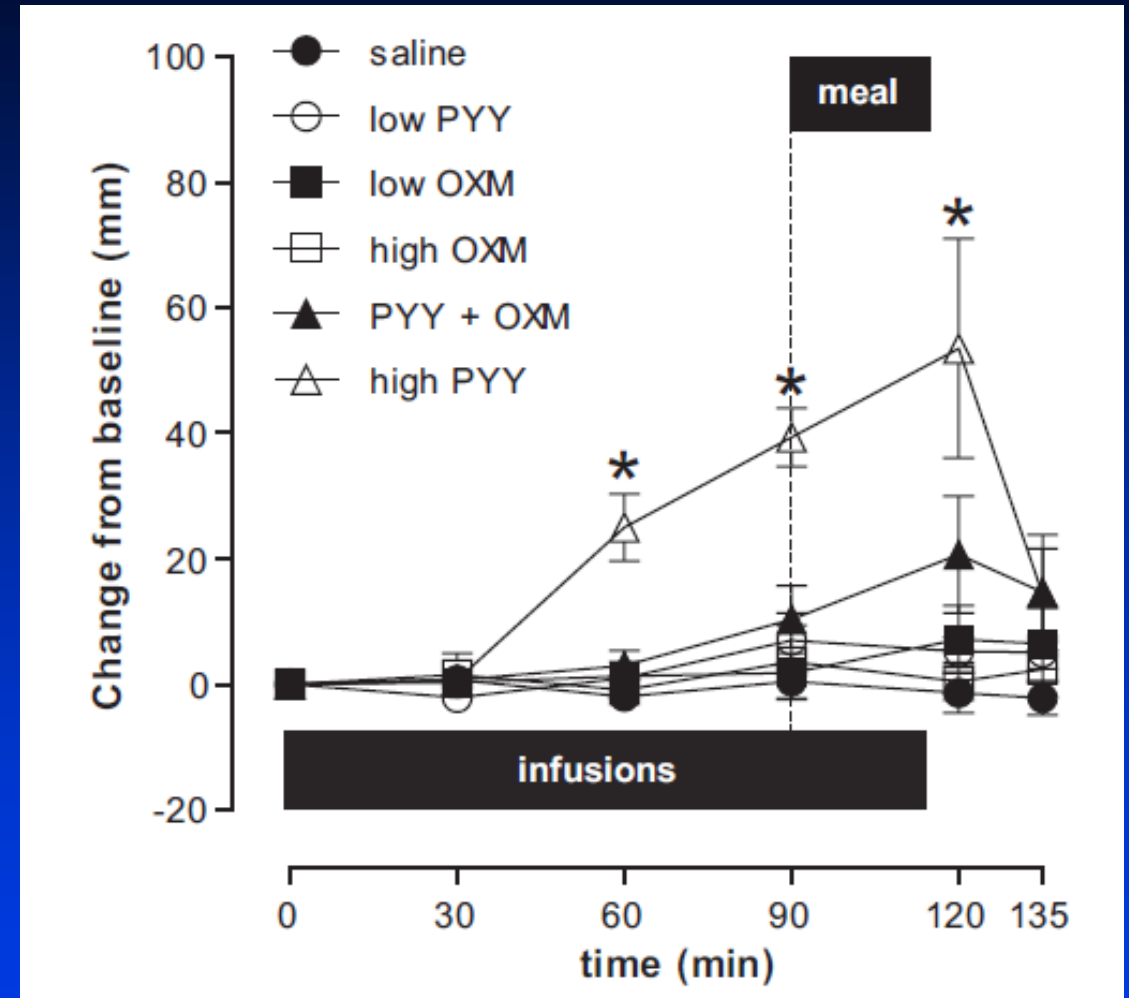 100
80
60
40
20
0
-20
Change from baseline (mm)
saline
low PYY
low OXM
high OXM
PYY + OXM
high PYY
meal
*
*
*
infusions
0 30 60 90 120 135
time (min)